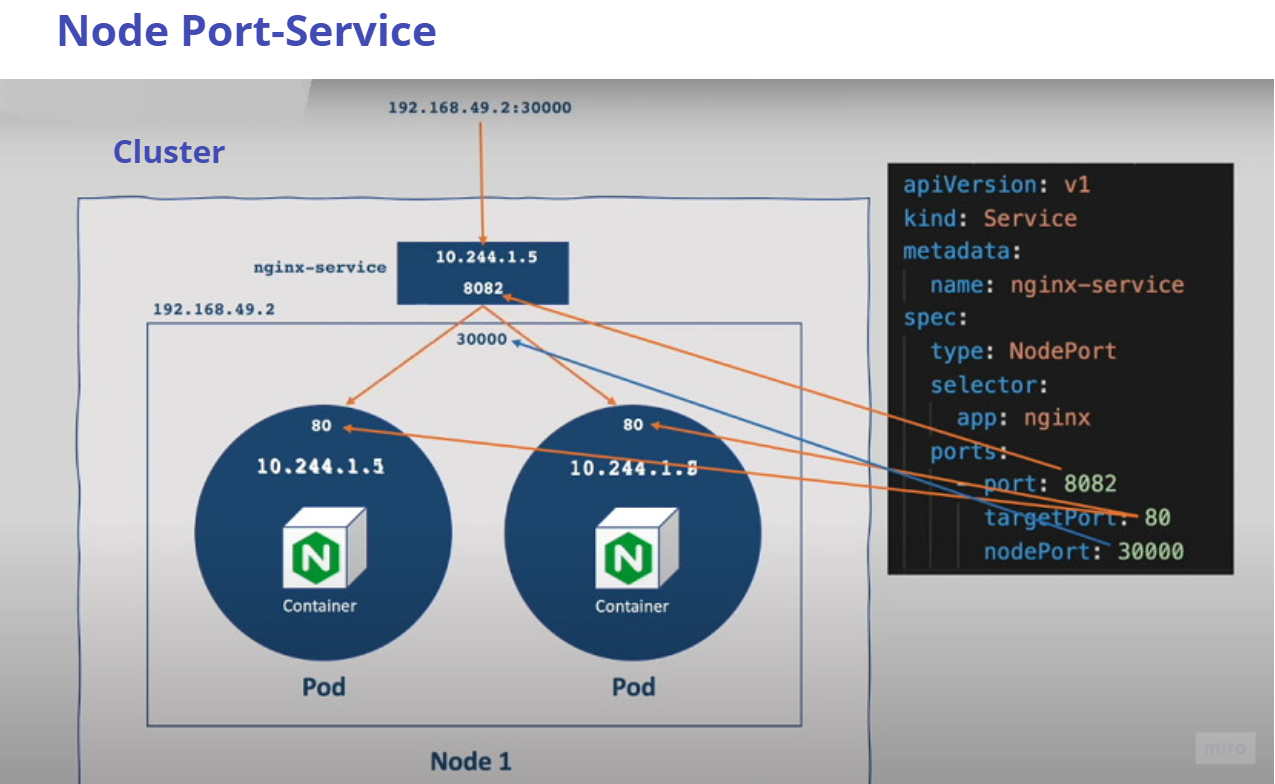 Node Port-Service
192.168.49.2:30000
Cluster
nginx-service
10.244.1.5
8082
192.168.49.2
30000
80
10.244.1.5
Container
Pod
80
10.244.1.8
Container
Pod
Node 1
apiVersion: v1
kind: Service
metadata:
name: nginx-service
spec:
type: NodePort
selector:
app: nginx
ports:
- port: 8082
targetPort: 80
nodePort: 30000
miro